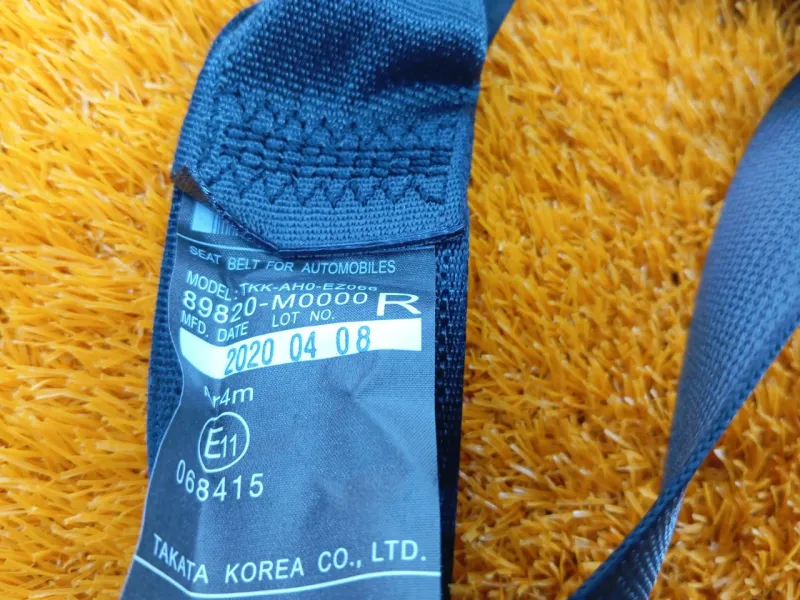 SEAT BELT FOR AUTOMOBILES
MODEL:TKK-AH0-EZ066
89820-M0000 R
MFD. DATE LOT NO.
2020 04 08
Ar4m
E11
068415
TAKATA KOREA CO., LTD.